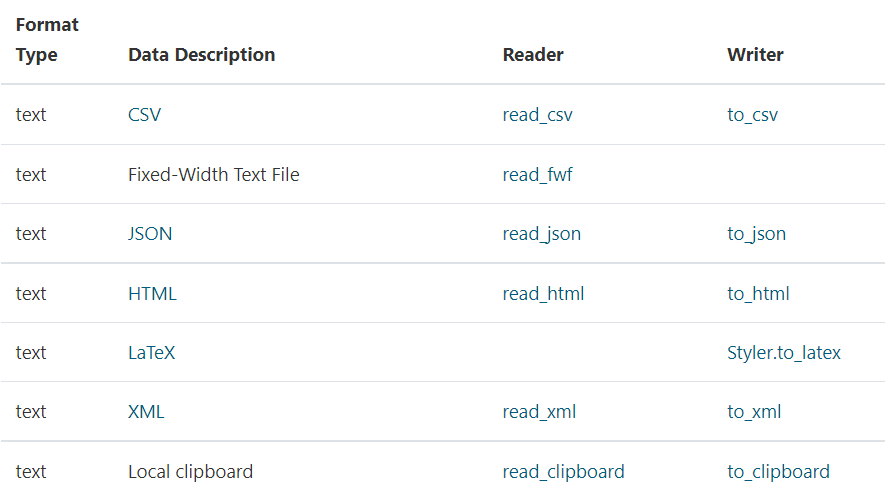 Format
Type Data Description Reader Writer
text CSV read_csv to_csv
text Fixed-Width Text File read_fwf
text JSON read_json to_json
text HTML read_html to_html
text LaTeX Styler.to_latex
text XML read_xml to_xml
text Local clipboard read_clipboard to_clipboard